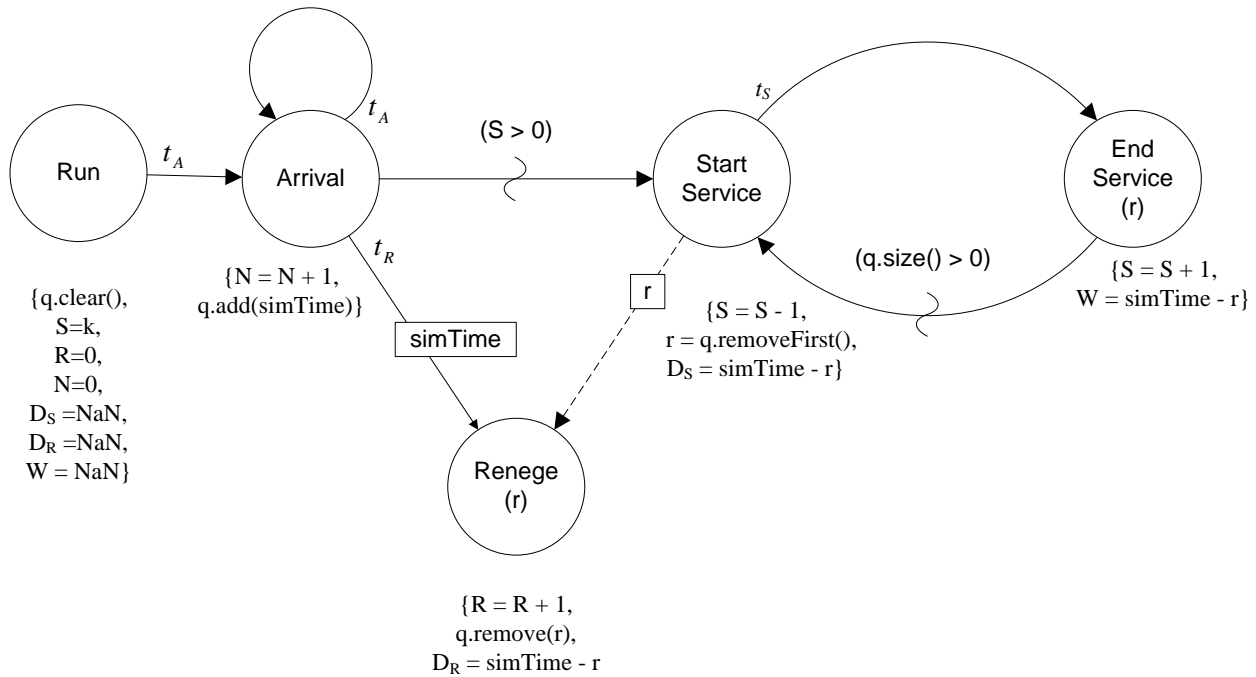 Run
{q.clear(),
S=k,
R=0,
N=0,
D_S =NaN,
D_R =NaN,
W = NaN}
t_A
Arrival
t_A
{N = N + 1,
q.add(simTime)}
(S > 0)
t_R
simTime
Renege
(r)
{R = R + 1,
q.remove(r),
D_R = simTime - r
Start
Service
r
{S = S - 1,
r = q.removeFirst(),
D_S = simTime - r}
t_S
(q.size() > 0)
End
Service
(r)
{S = S + 1,
W = simTime - r}